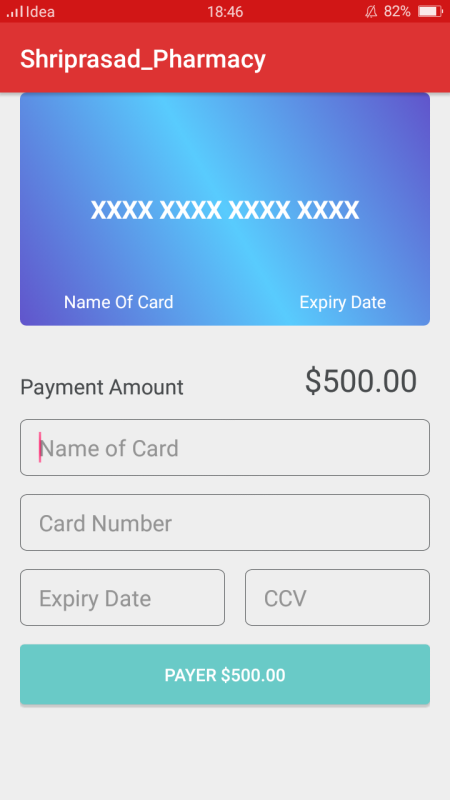 Idea 18:46 82%
Shriprasad_Pharmacy
XXXX XXXX XXXX XXXX
Name Of Card Expiry Date
Payment Amount $500.00
Name of Card
Card Number
Expiry Date CCV
PAYER $500.00